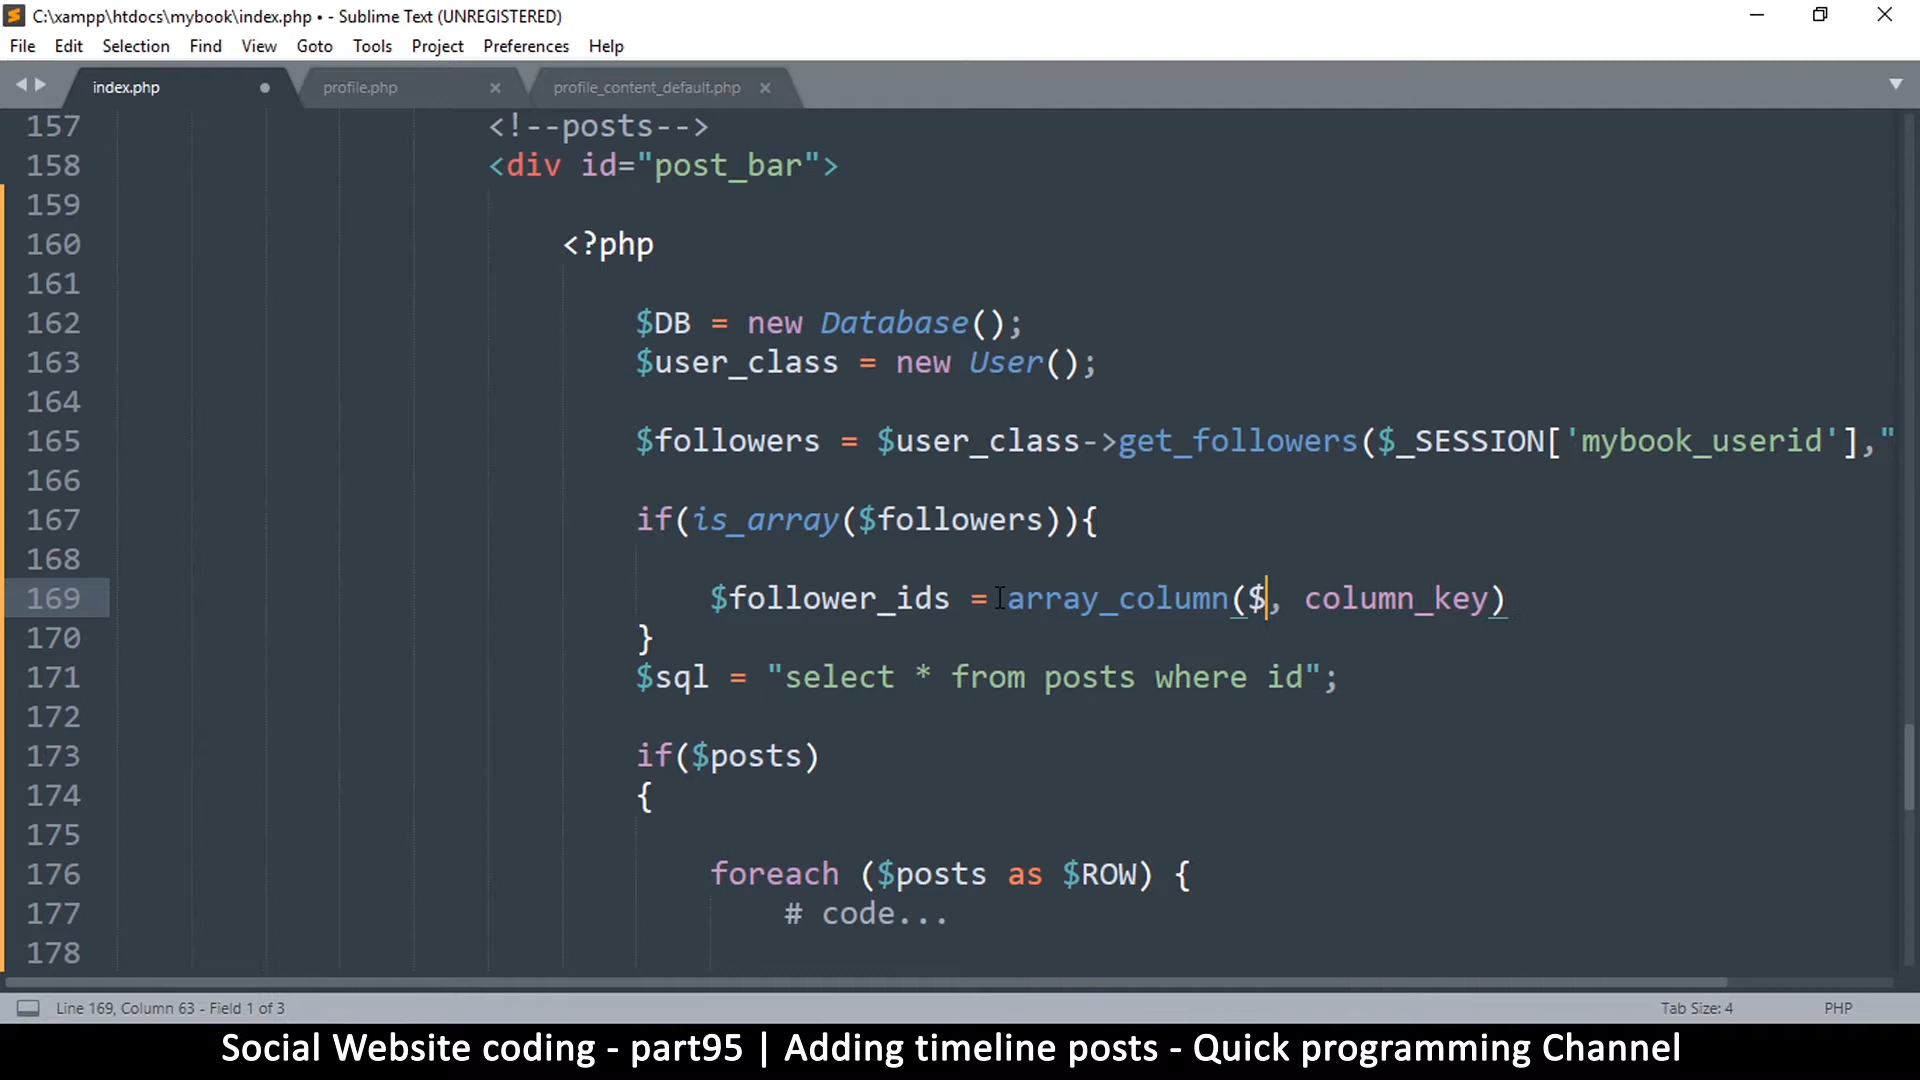 C:\xampp\htdocs\mybook\index.php • - Sublime Text (UNREGISTERED)
File Edit Selection Find View Goto Tools Project Preferences Help
index.php profile.php profile_content_default.php
157 <!--posts-->
158 <div id="post_bar">
159
160 <?php
161
162 $DB = new Database();
163 $user_class = new User();
164
165 $followers = $user_class->get_followers($_SESSION['mybook_userid'],"
166
167 if(is_array($followers)){
168
169 $follower_ids = array_column($, column_key)
170 }
171 $sql = "select * from posts where id";
172
173 if($posts)
174 {
175
176 foreach ($posts as $ROW) {
177 # code...
178
Line 169, Column 63 - Field 1 of 3 Tab Size: 4 PHP
Social Website coding - part95 | Adding timeline posts - Quick programming Channel